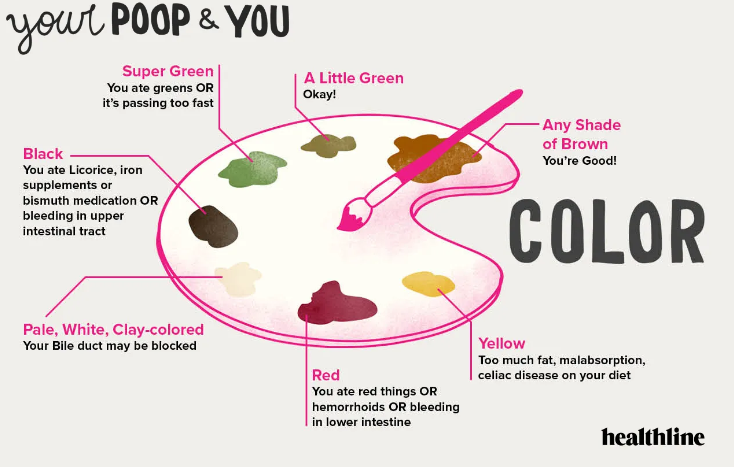 your POOP & YOU
Super Green
You ate greens OR
it's passing too fast
A Little Green
Okay!
Any Shade
of Brown
You're Good!
Black
You ate Licorice, iron
supplements or
bismuth medication OR
bleeding in upper
intestinal tract
COLOR
Pale, White, Clay-colored
Your Bile duct may be blocked
Red
You ate red things OR
hemorrhoids OR bleeding
in lower intestine
Yellow
Too much fat, malabsorption,
celiac disease on your diet
healthline